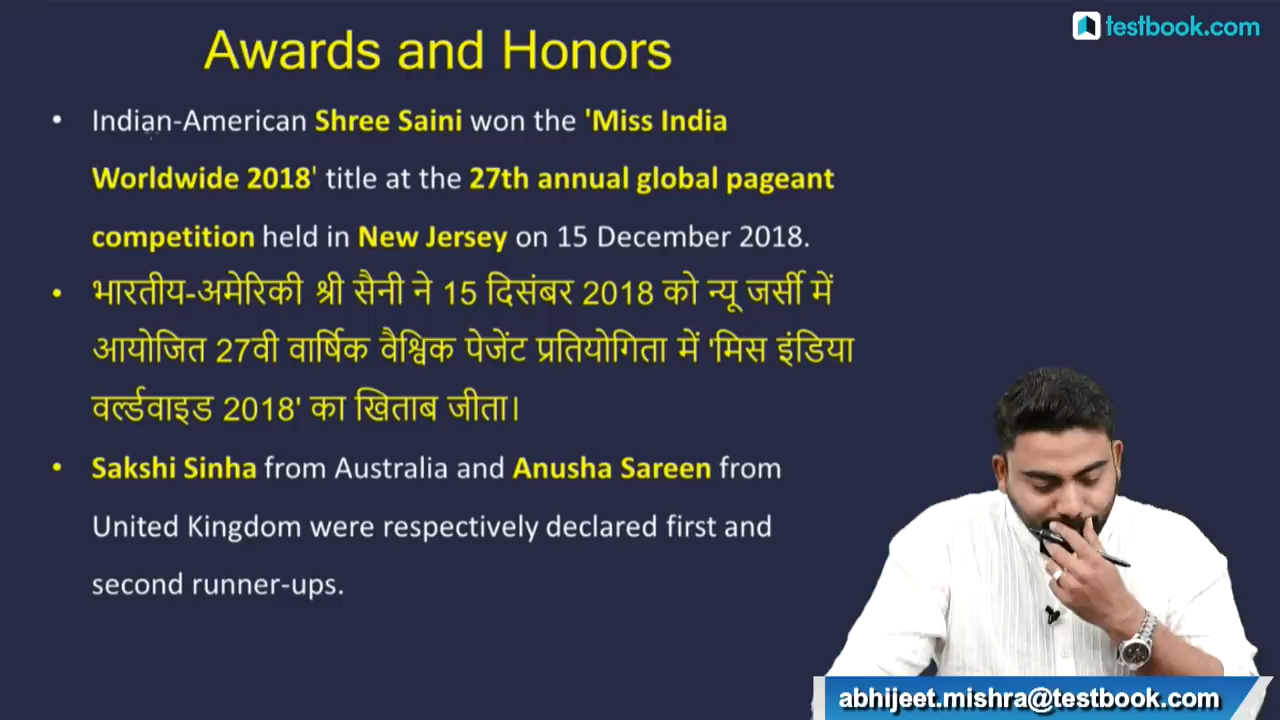 testbook.com
Awards and Honors
• Indian-American Shree Saini won the 'Miss India
Worldwide 2018' title at the 27th annual global pageant
competition held in New Jersey on 15 December 2018.
• भारतीय-अमेरिकी श्री सैनी ने 15 दिसंबर 2018 को न्यू जर्सी में
आयोजित 27वी वार्षिक वैश्विक पेजेंट प्रतियोगिता में 'मिस इंडिया
वर्ल्डवाइड 2018' का खिताब जीता।
• Sakshi Sinha from Australia and Anusha Sareen from
United Kingdom were respectively declared first and
second runner-ups.
abhijeet.mishra@testbook.com